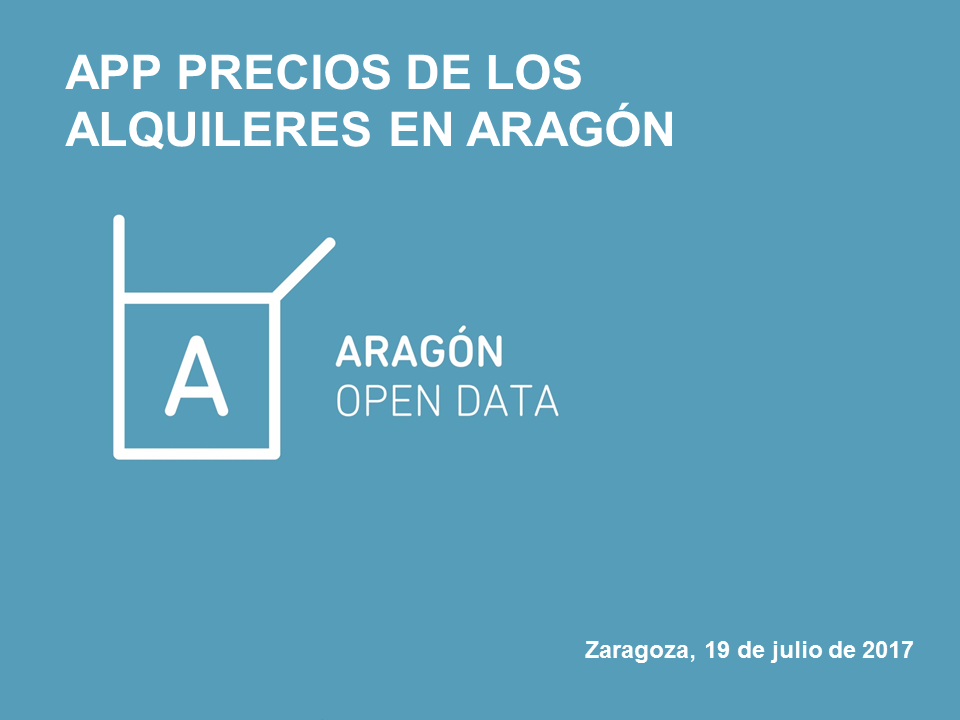 APP PRECIOS DE LOS
ALQUILERES EN ARAGÓN
A
ARAGÓN
OPEN DATA
Zaragoza, 19 de julio de 2017